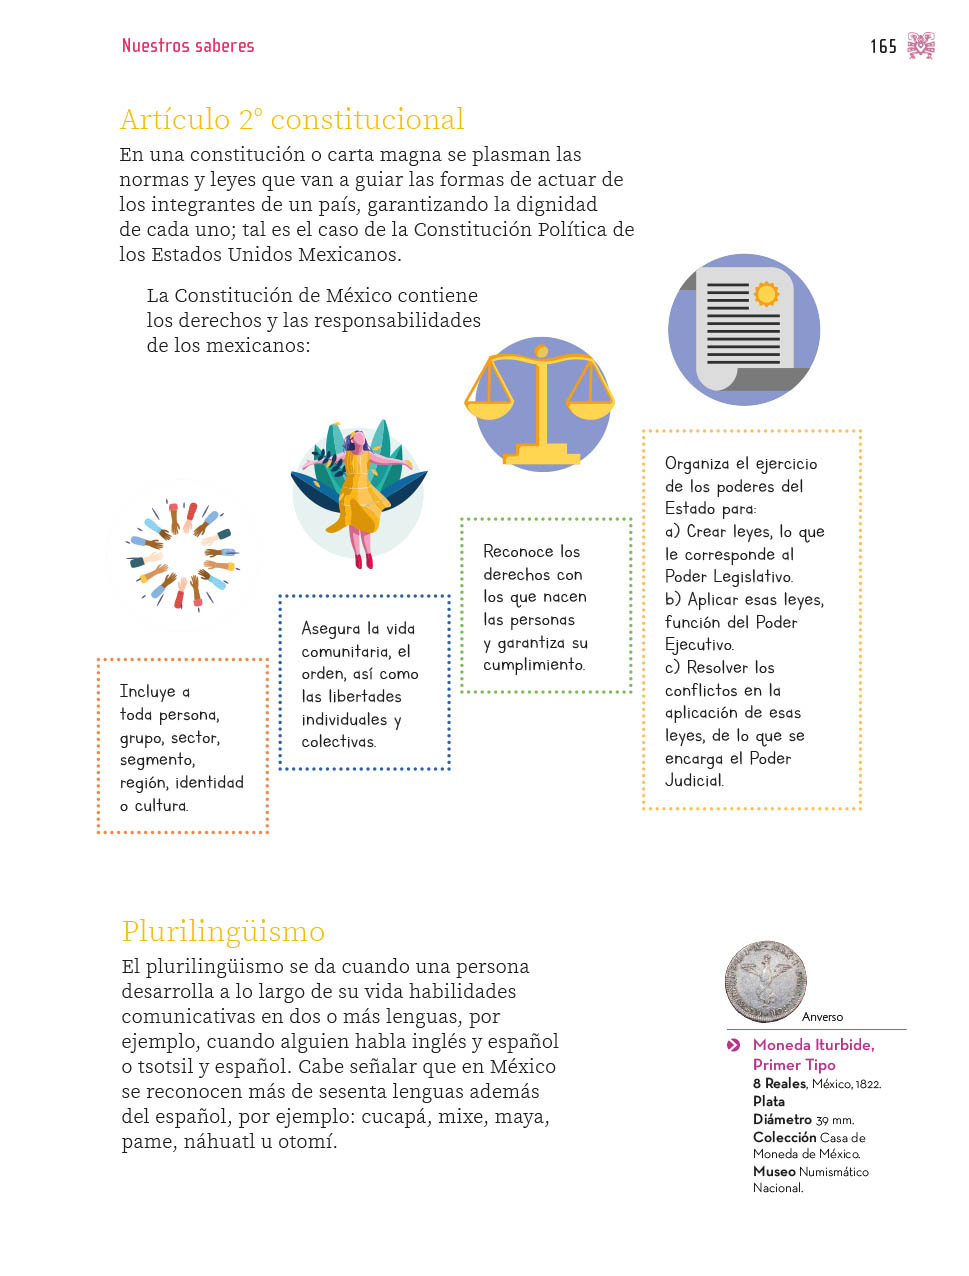 Nuestros saberes
165
Artículo 2° constitucional
En una constitución o carta magna se plasman las
normas y leyes que van a guiar las formas de actuar de
los integrantes de un país, garantizando la dignidad
de cada uno; tal es el caso de la Constitución Política de
los Estados Unidos Mexicanos.
La Constitución de México contiene
los derechos y las responsabilidades
de los mexicanos:
Incluye a
toda persona,
grupo, sector,
segmento,
región, identidad
o cultura.
Asegura la vida
comunitaria, el
orden, así como
las libertades
individuales y
colectivas.
Reconoce los
derechos con
los que nacen
las personas
y garantiza su
cumplimiento.
Organiza el ejercicio
de los poderes del
Estado para:
a) Crear leyes, lo que
le corresponde al
Poder Legislativo.
b) Aplicar esas leyes,
función del Poder
Ejecutivo.
c) Resolver los
conflictos en la
aplicación de esas
leyes, de lo que se
encarga el Poder
Judicial.
Plurilingüismo
El plurilingüismo se da cuando una persona
desarrolla a lo largo de su vida habilidades
comunicativas en dos o más lenguas, por
ejemplo, cuando alguien habla inglés y español
o tsotsil y español. Cabe señalar que en México
se reconocen más de sesenta lenguas además
del español, por ejemplo: cucapá, mixe, maya,
pame, náhuatl u otomí.
Anverso
Moneda Iturbide,
Primer Tipo
8 Reales, México, 1822.
Plata
Diámetro 39 mm.
Colección Casa de
Moneda de México.
Museo Numismático
Nacional.